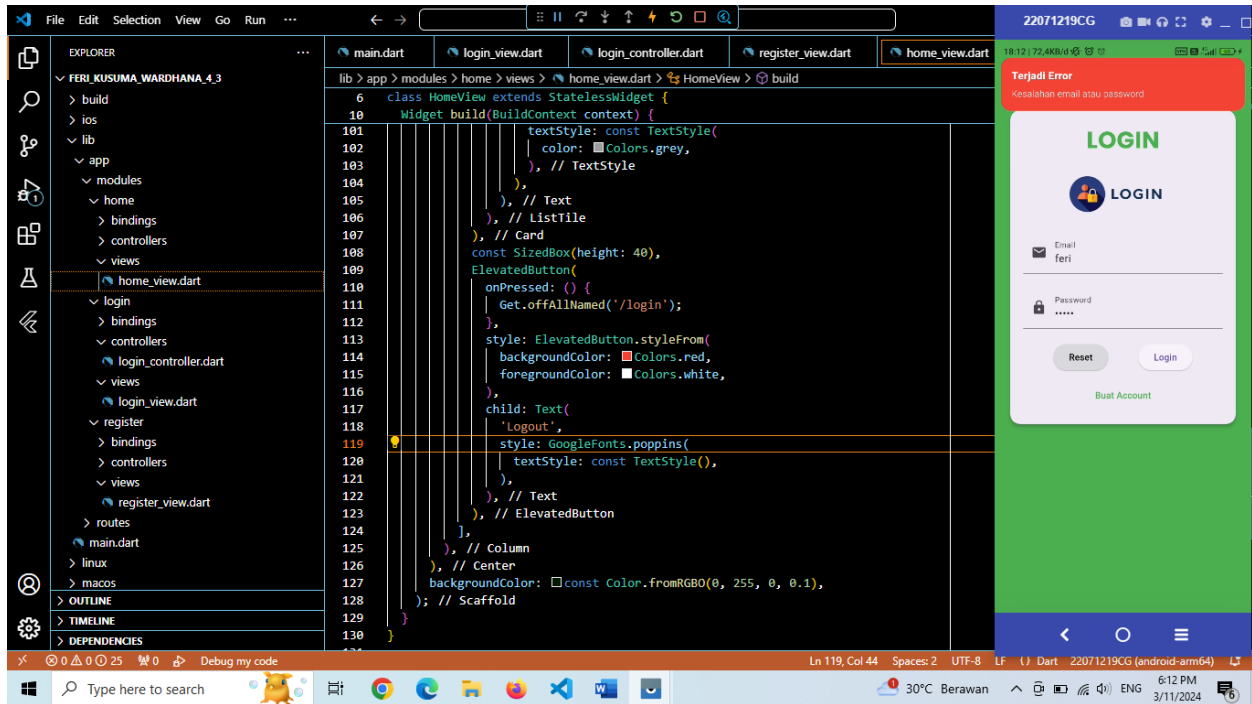 File Edit Selection View Go Run ···
22071219CG
EXPLORER ···
FERI_KUSUMA_WARDHANA_4_3
build
ios
lib
app
modules
home
bindings
controllers
views
home_view.dart
login
bindings
controllers
login_controller.dart
views
login_view.dart
register
bindings
controllers
views
register_view.dart
routes
main.dart
linux
macos
OUTLINE
TIMELINE
DEPENDENCIES
main.dart login_view.dart login_controller.dart register_view.dart home_view.dart
lib > app > modules > home > views > home_view.dart > HomeView > build
6 class HomeView extends StatelessWidget {
10 Widget build(BuildContext context) {
101 textStyle: const TextStyle(
102 color: Colors.grey,
103 ), // TextStyle
104 ),
105 ), // Text
106 ), // ListTile
107 ), // Card
108 const SizedBox(height: 40),
109 ElevatedButton(
110 onPressed: () {
111 Get.offAllNamed('/login');
112 },
113 style: ElevatedButton.styleFrom(
114 backgroundColor: Colors.red,
115 foregroundColor: Colors.white,
116 ),
117 child: Text(
118 'Logout',
119 style: GoogleFonts.poppins(
120 textStyle: const TextStyle(),
121 ),
122 ), // Text
123 ), // ElevatedButton
124 ],
125 ), // Column
126 ), // Center
127 backgroundColor: const Color.fromRGBO(0, 255, 0, 0.1),
128 ); // Scaffold
129 }
130 }
18:12 | 72,4KB/d
Terjadi Error
Kesalahan email atau password
LOGIN
LOGIN
Email
feri
Password
•••••
Reset Login
Buat Account
0 0 25 0 Debug my code
Ln 119, Col 44 Spaces: 2 UTF-8 LF () Dart 22071219CG (android-arm64)
Type here to search
30°C Berawan
ENG
6:12 PM
3/11/2024
6